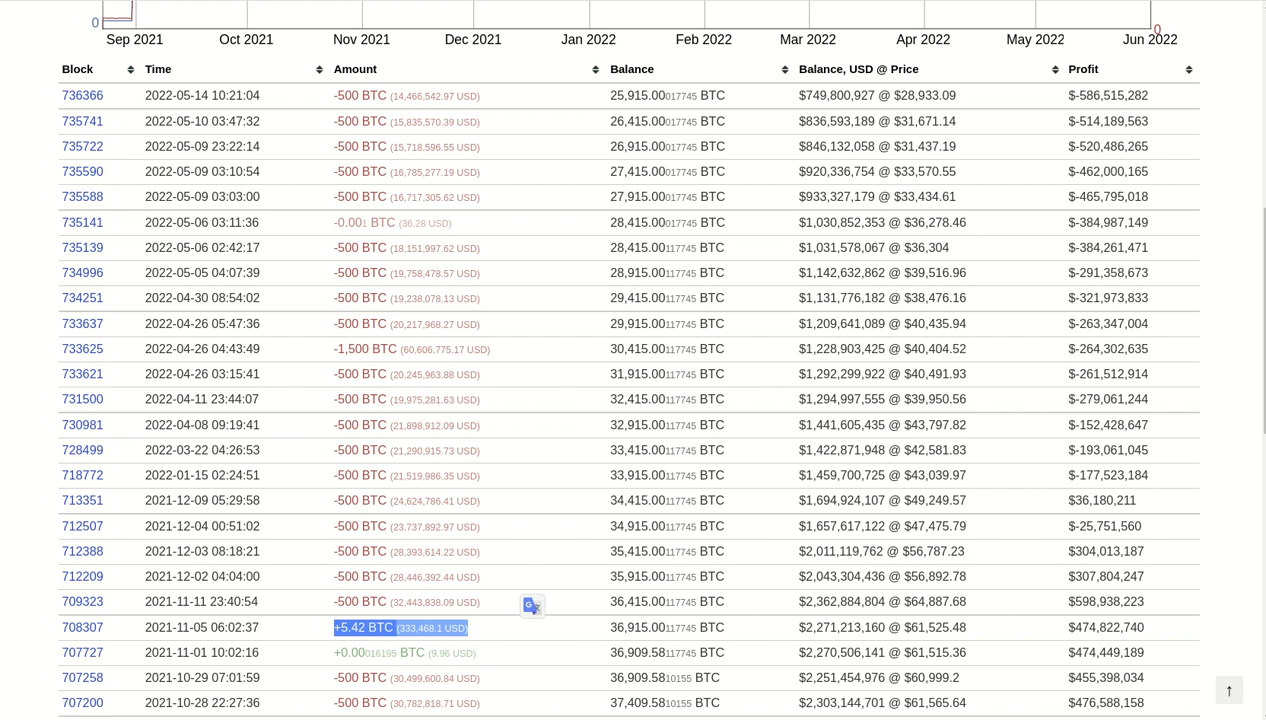 0 0
Sep 2021 Oct 2021 Nov 2021 Dec 2021 Jan 2022 Feb 2022 Mar 2022 Apr 2022 May 2022 Jun 2022
Block Time Amount Balance Balance, USD @ Price Profit
736366 2022-05-14 10:21:04 -500 BTC (14,466,542.97 USD) 25,915.00017745 BTC $749,800,927 @ $28,933.09 $-586,515,282
735741 2022-05-10 03:47:32 -500 BTC (15,835,570.39 USD) 26,415.00017745 BTC $836,593,189 @ $31,671.14 $-514,189,563
735722 2022-05-09 23:22:14 -500 BTC (15,718,596.55 USD) 26,915.00017745 BTC $846,132,058 @ $31,437.19 $-520,486,265
735590 2022-05-09 03:10:54 -500 BTC (16,785,277.19 USD) 27,415.00017745 BTC $920,336,754 @ $33,570.55 $-462,000,165
735588 2022-05-09 03:03:00 -500 BTC (16,717,305.62 USD) 27,915.00017745 BTC $933,327,179 @ $33,434.61 $-465,795,018
735141 2022-05-06 03:11:36 -0.001 BTC (36.28 USD) 28,415.00017745 BTC $1,030,852,353 @ $36,278.46 $-384,987,149
735139 2022-05-06 02:42:17 -500 BTC (18,151,997.62 USD) 28,415.00117745 BTC $1,031,578,067 @ $36,304 $-384,261,471
734996 2022-05-05 04:07:39 -500 BTC (19,758,478.57 USD) 28,915.00117745 BTC $1,142,632,862 @ $39,516.96 $-291,358,673
734251 2022-04-30 08:54:02 -500 BTC (19,238,078.13 USD) 29,415.00117745 BTC $1,131,776,182 @ $38,476.16 $-321,973,833
733637 2022-04-26 05:47:36 -500 BTC (20,217,968.27 USD) 29,915.00117745 BTC $1,209,641,089 @ $40,435.94 $-263,347,004
733625 2022-04-26 04:43:49 -1,500 BTC (60,606,775.17 USD) 30,415.00117745 BTC $1,228,903,425 @ $40,404.52 $-264,302,635
733621 2022-04-26 03:15:41 -500 BTC (20,245,963.88 USD) 31,915.00117745 BTC $1,292,299,922 @ $40,491.93 $-261,512,914
731500 2022-04-11 23:44:07 -500 BTC (19,975,281.63 USD) 32,415.00117745 BTC $1,294,997,555 @ $39,950.56 $-279,061,244
730981 2022-04-08 09:19:41 -500 BTC (21,898,912.09 USD) 32,915.00117745 BTC $1,441,605,435 @ $43,797.82 $-152,428,647
728499 2022-03-22 04:26:53 -500 BTC (21,290,915.73 USD) 33,415.00117745 BTC $1,422,871,948 @ $42,581.83 $-193,061,045
718772 2022-01-15 02:24:51 -500 BTC (21,519,986.35 USD) 33,915.00117745 BTC $1,459,700,725 @ $43,039.97 $-177,523,184
713351 2021-12-09 05:29:58 -500 BTC (24,624,786.41 USD) 34,415.00117745 BTC $1,694,924,107 @ $49,249.57 $36,180,211
712507 2021-12-04 00:51:02 -500 BTC (23,737,892.97 USD) 34,915.00117745 BTC $1,657,617,122 @ $47,475.79 $-25,751,560
712388 2021-12-03 08:18:21 -500 BTC (28,393,614.22 USD) 35,415.00117745 BTC $2,011,119,762 @ $56,787.23 $304,013,187
712209 2021-12-02 04:04:00 -500 BTC (28,446,392.44 USD) 35,915.00117745 BTC $2,043,304,436 @ $56,892.78 $307,804,247
709323 2021-11-11 23:40:54 -500 BTC (32,443,838.09 USD) 36,415.00117745 BTC $2,362,884,804 @ $64,887.68 $598,938,223
708307 2021-11-05 06:02:37 +5.42 BTC (333,468.1 USD) 36,915.00117745 BTC $2,271,213,160 @ $61,525.48 $474,822,740
707727 2021-11-01 10:02:16 +0.00016195 BTC (9.96 USD) 36,909.58117745 BTC $2,270,506,141 @ $61,515.36 $474,449,189
707258 2021-10-29 07:01:59 -500 BTC (30,499,600.84 USD) 36,909.5810155 BTC $2,251,454,976 @ $60,999.2 $455,398,034
707200 2021-10-28 22:27:36 -500 BTC (30,782,818.71 USD) 37,409.5810155 BTC $2,303,144,701 @ $61,565.64 $476,588,158